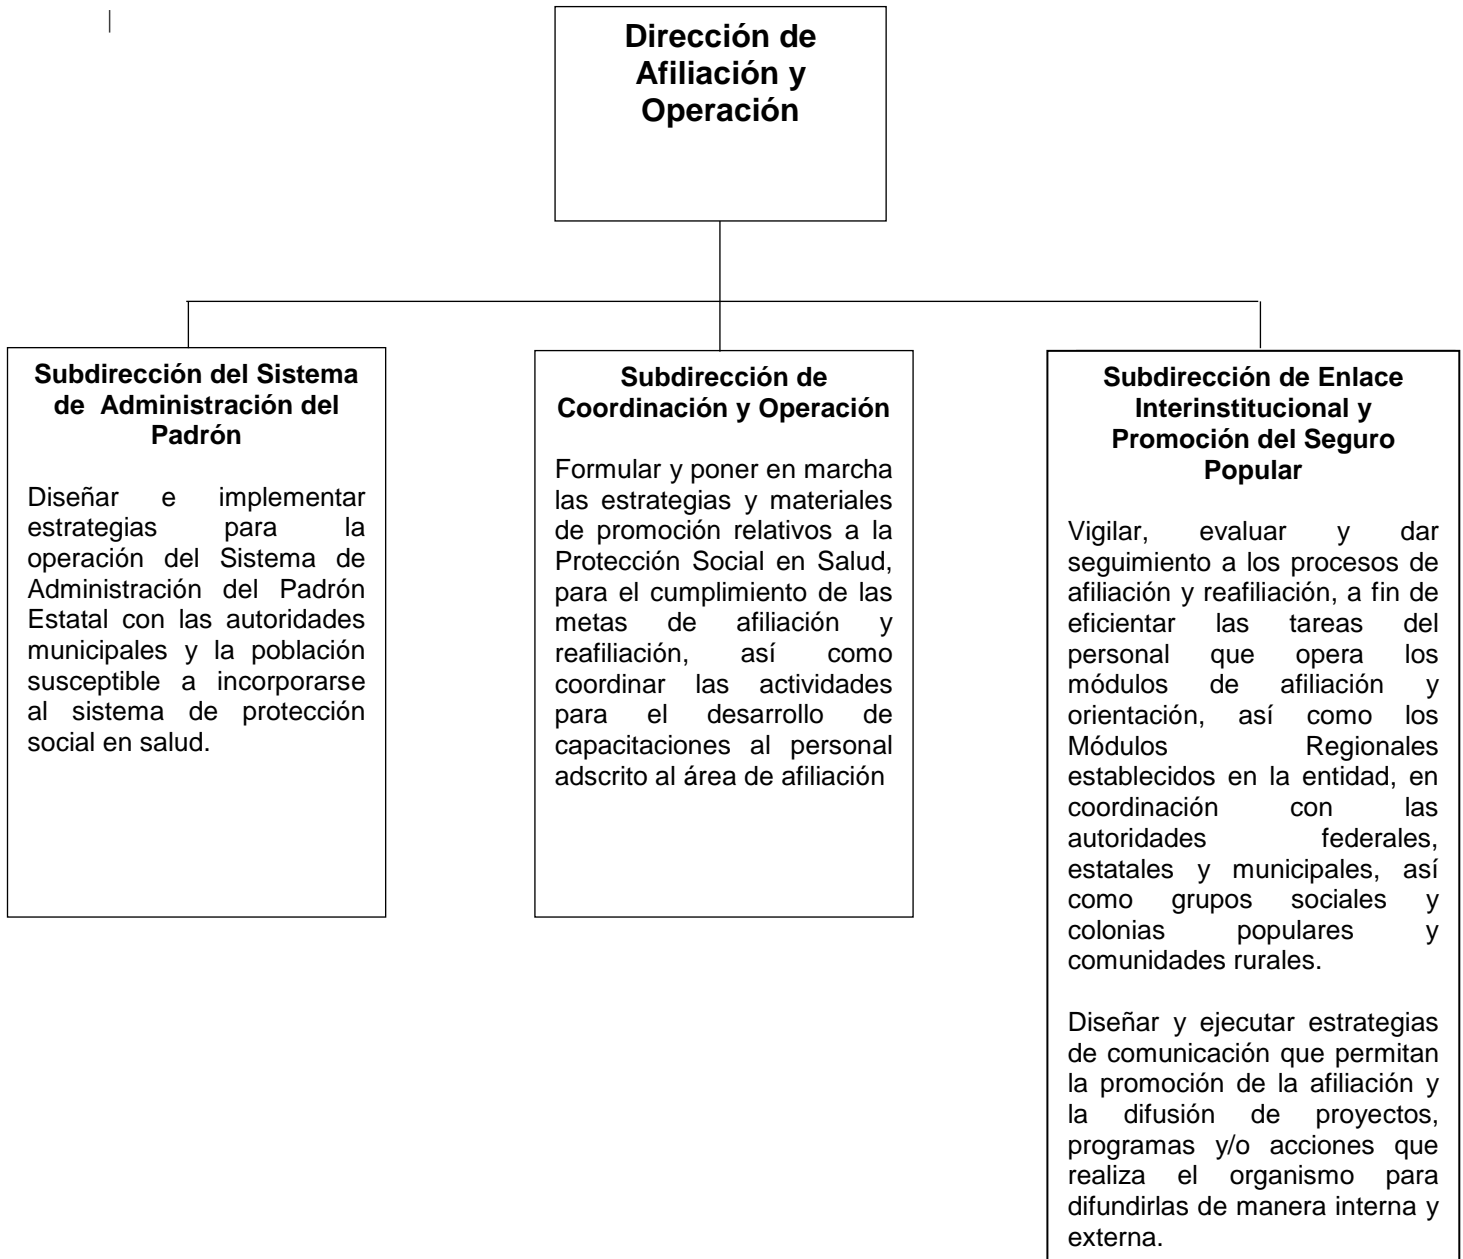 Dirección de
Afiliación y
Operación
Subdirección del Sistema
de Administración del
Padrón
Diseñar e implementar
estrategias para la
operación del Sistema de
Administración del Padrón
Estatal con las autoridades
municipales y la población
susceptible a incorporarse
al sistema de protección
social en salud.
Subdirección de
Coordinación y Operación
Formular y poner en marcha
las estrategias y materiales
de promoción relativos a la
Protección Social en Salud,
para el cumplimiento de las
metas de afiliación y
reafiliación, así como
coordinar las actividades
para el desarrollo de
capacitaciones al personal
adscrito al área de afiliación
Subdirección de Enlace
Interinstitucional y
Promoción del Seguro
Popular
Vigilar, evaluar y dar
seguimiento a los procesos de
afiliación y reafiliación, a fin de
eficientar las tareas del
personal que opera los
módulos de afiliación y
orientación, así como los
Módulos Regionales
establecidos en la entidad, en
coordinación con las
autoridades federales,
estatales y municipales, así
como grupos sociales y
colonias populares y
comunidades rurales.
Diseñar y ejecutar estrategias
de comunicación que permitan
la promoción de la afiliación y
la difusión de proyectos,
programas y/o acciones que
realiza el organismo para
difundirlas de manera interna y
externa.